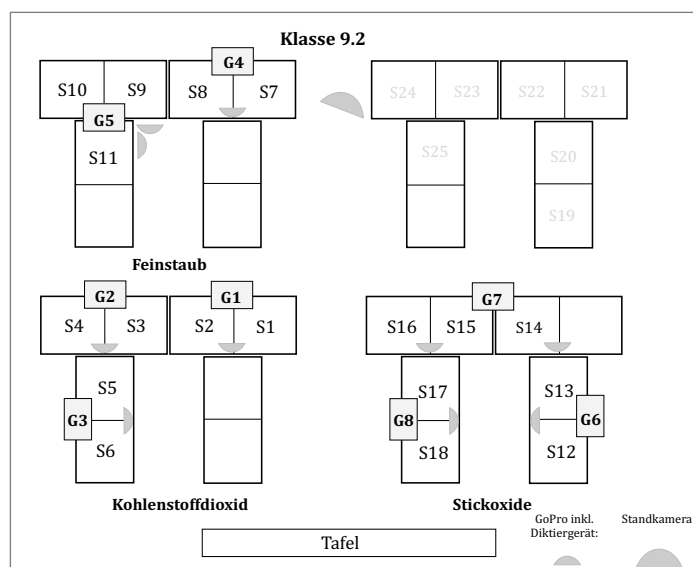 Klasse 9.2
G4
S10 S9 S8 S7 S24 S23 S22 S21
G5
S11 S25 S20
S19
Feinstaub
G2 G1 G7
S4 S3 S2 S1 S16 S15 S14
S5 S17 S13
G3 G8 G6
S6 S18 S12
Kohlenstoffdioxid Stickoxide
GoPro inkl. Standkamera
Diktiergerät:
Tafel